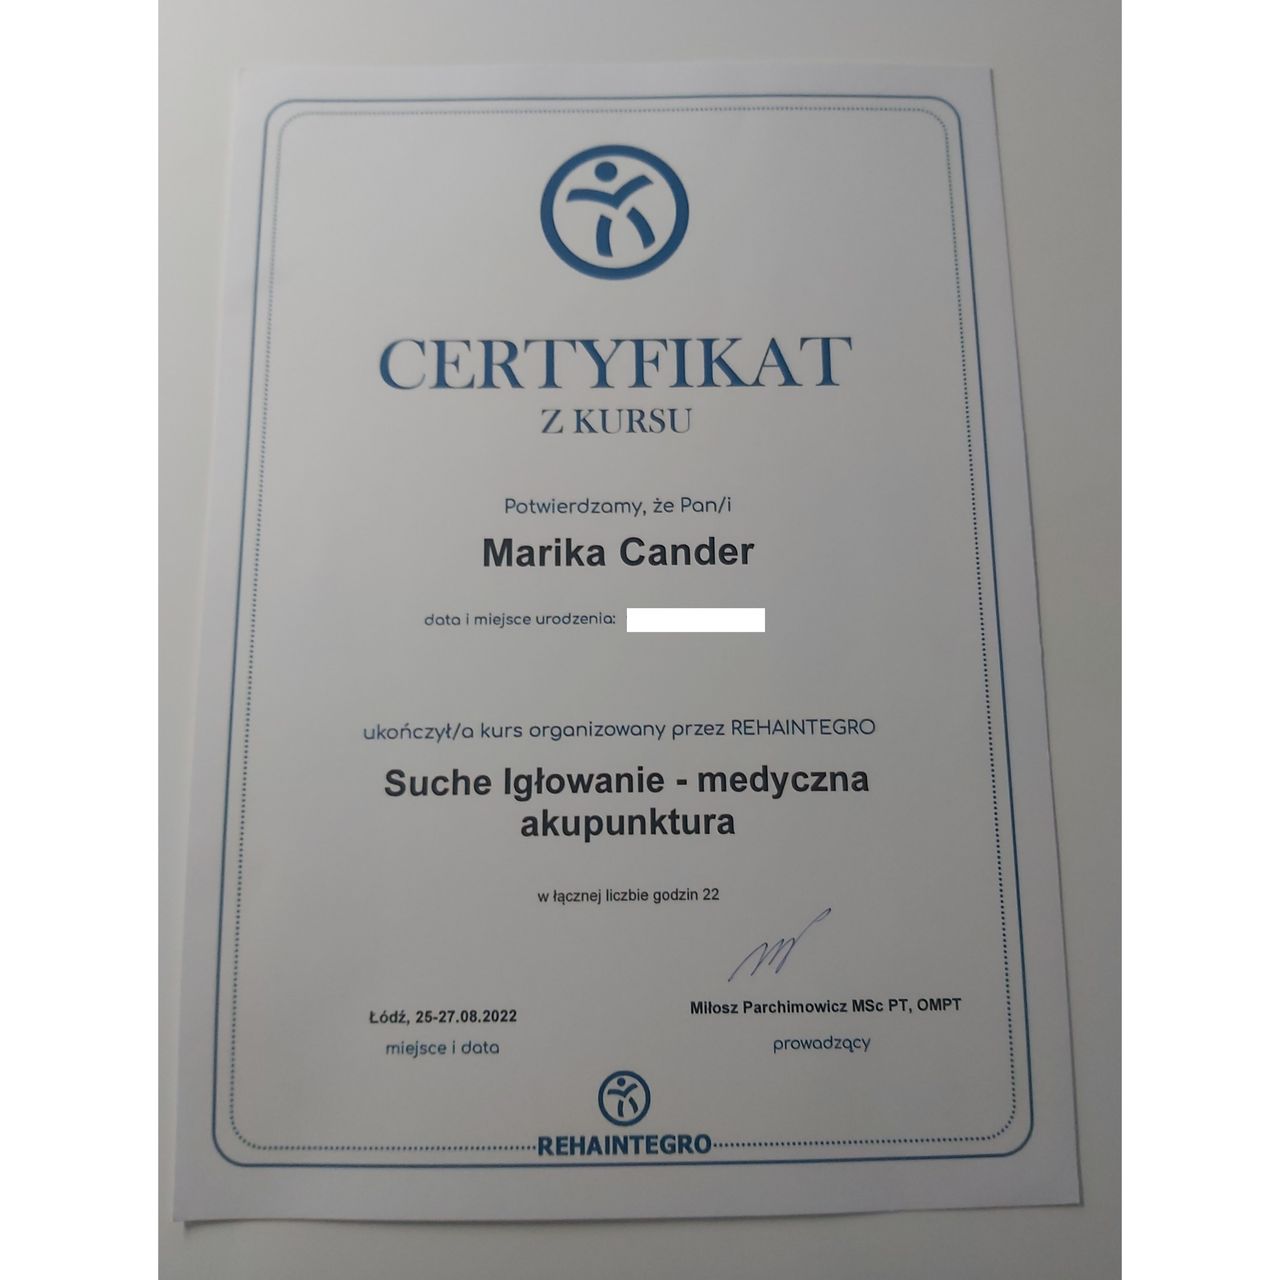 CERTYFIKAT
Z KURSU
Potwierdzamy, że Pan/i
Marika Cander
data i miejsce urodzenia:
ukończył/a kurs organizowany przez REHAINTEGRO
Suche Igłowanie - medyczna
akupunktura
w łącznej liczbie godzin 22
Łódź, 25-27.08.2022
miejsce i data
Miłosz Parchimowicz MSc PT, OMPT
prowadzący
REHAINTEGRO